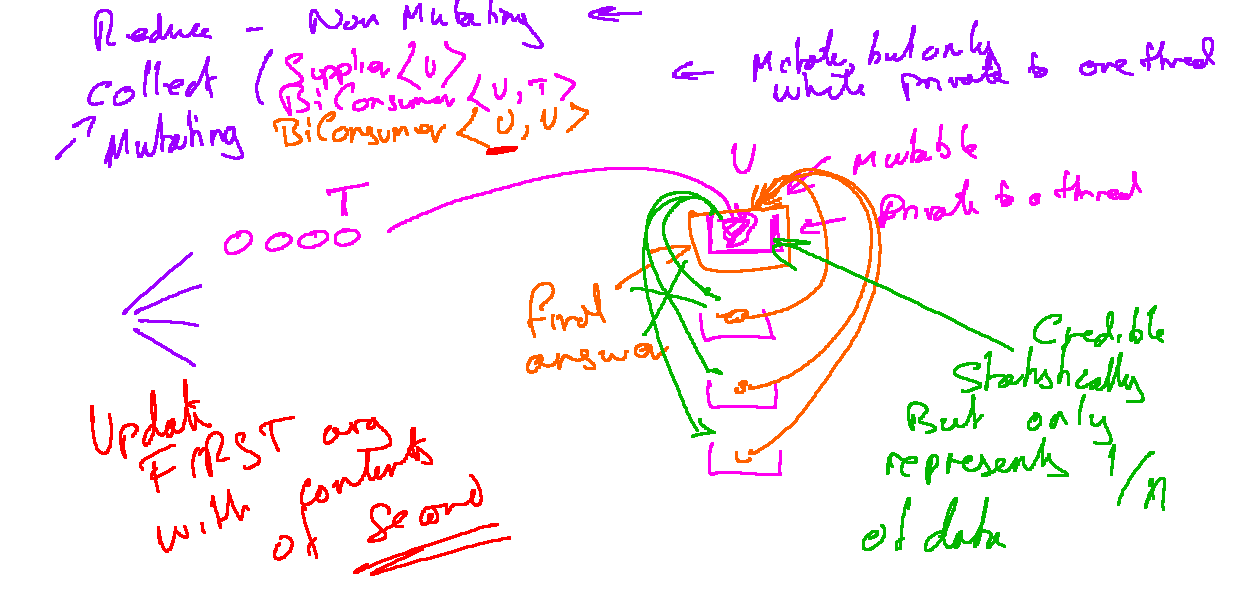 Reduce - Non Mutating
collect ( Supplier<U>
BiConsumer<U, T>
BiConsumer<U, U>
Mutating
Mutate, but only
while private to one thread
T
U
Mutable
Private to a thread
final
answer
Credible
Statistically
But only
represents 1/n
of data
Update
FIRST arg
with contents
of Second